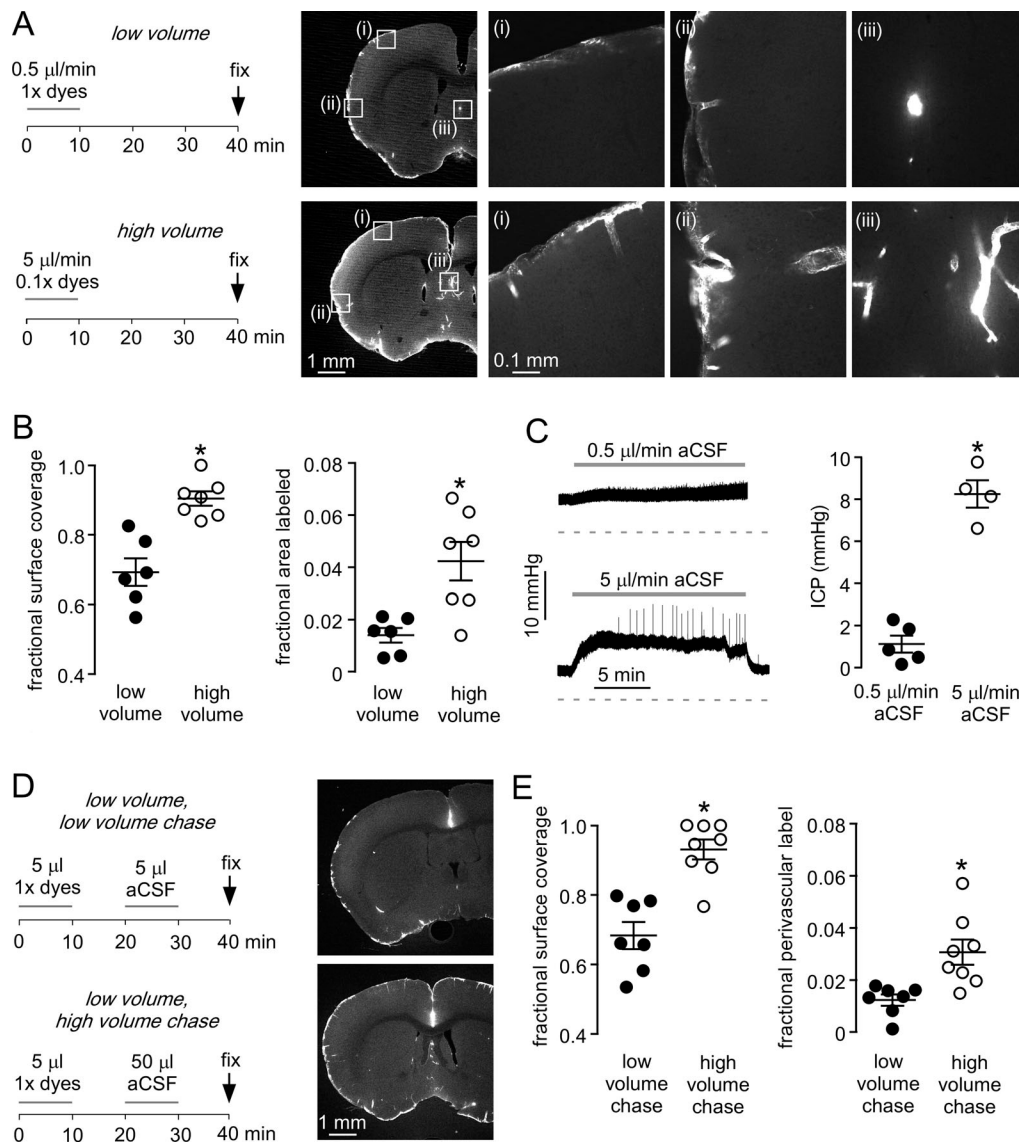 A
low volume
0.5 µl/min
1x dyes
fix
0 10 20 30 40 min
(i)
(ii)
(iii)
(i)
(ii)
(iii)
high volume
5 µl/min
0.1x dyes
fix
0 10 20 30 40 min
(i)
(iii)
(ii)
1 mm
(i)
0.1 mm
(ii)
(iii)
B
fractional surface coverage
1.0
0.8
0.6
0.4
*
low
volume
high
volume
fractional area labeled
0.08
0.06
0.04
0.02
0
*
low
volume
high
volume
C
0.5 µl/min aCSF
10 mmHg
5 µl/min aCSF
5 min
ICP (mmHg)
10
8
6
4
2
0
*
0.5 µl/min
aCSF
5 µl/min
aCSF
D
low volume,
low volume chase
5 µl
1x dyes
5 µl
aCSF
fix
0 10 20 30 40 min
low volume,
high volume chase
5 µl
1x dyes
50 µl
aCSF
fix
0 10 20 30 40 min
1 mm
E
fractional surface coverage
1.0
0.8
0.6
0.4
*
low
volume
chase
high
volume
chase
fractional perivascular label
0.08
0.06
0.04
0.02
0
*
low
volume
chase
high
volume
chase